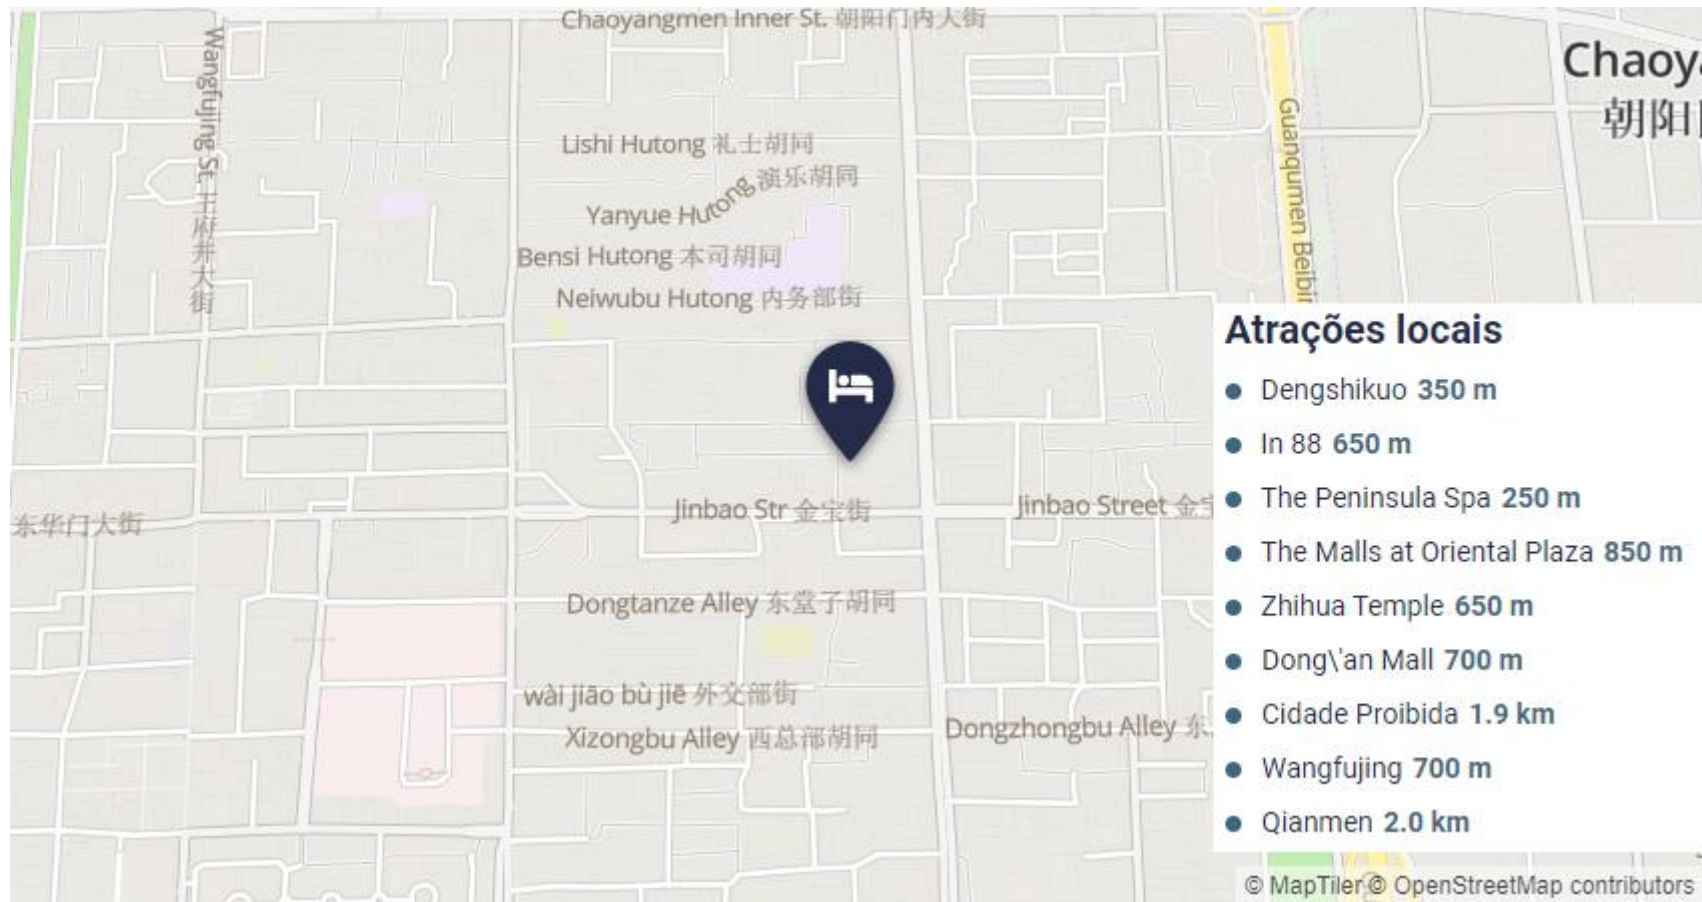 Chaoyangmen Inner St. 朝阳门内大街
Wangfujing St. 王府井大街
Lishi Hutong 礼士胡同
Yanyue Hutong 演乐胡同
Bensi Hutong 本司胡同
Neiwubu Hutong 内务部街
Guanqumen Beibin
Chaoya
朝阳
东华门大街
Jinbao Str 金宝街
Jinbao Street 金宝
Dongtanze Alley 东堂子胡同
wài jiāo bù jiē 外交部街
Xizongbu Alley 西总部胡同
Dongzhongbu Alley 东
Atrações locais
Dengshikuo 350 m
In 88 650 m
The Peninsula Spa 250 m
The Malls at Oriental Plaza 850 m
Zhihua Temple 650 m
Dong\'an Mall 700 m
Cidade Proibida 1.9 km
Wangfujing 700 m
Qianmen 2.0 km
© MapTiler © OpenStreetMap contributors